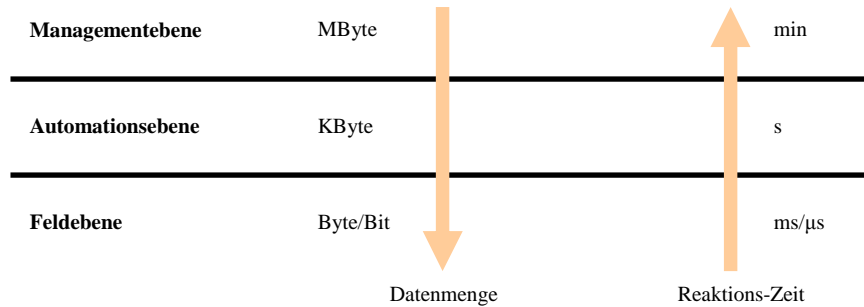 Managementebene MByte min
Automationsebene KByte s
Feldebene Byte/Bit ms/µs
Datenmenge Reaktions-Zeit